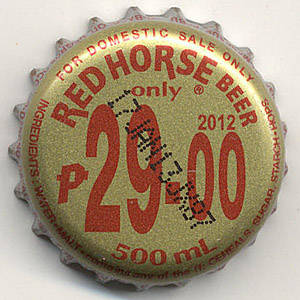 FOR DOMESTIC SALE ONLY
RED HORSE BEER
only ®
2012
₱29.00
500 mL
INGREDIENTS: WATER, MALT, CEREALS, SUGAR, STARCH, HOPS